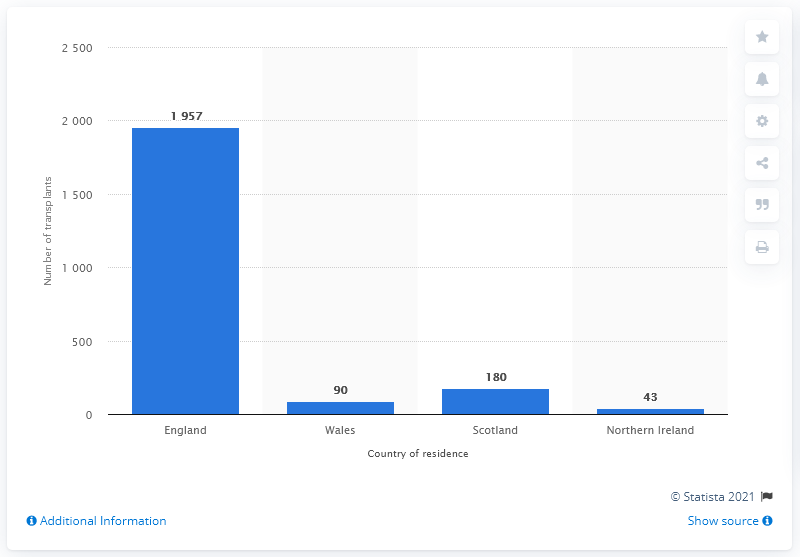 2 500
2 000
1 500
1 000
500
0
Number of transplants
1 957
90
180
43
England
Wales
Scotland
Northern Ireland
Country of residence
© Statista 2021
Additional Information
Show source